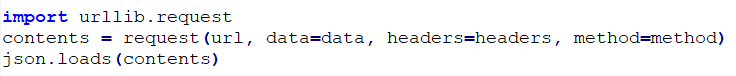 import urllib.request
contents = request(url, data=data, headers=headers, method=method)
json.loads(contents)